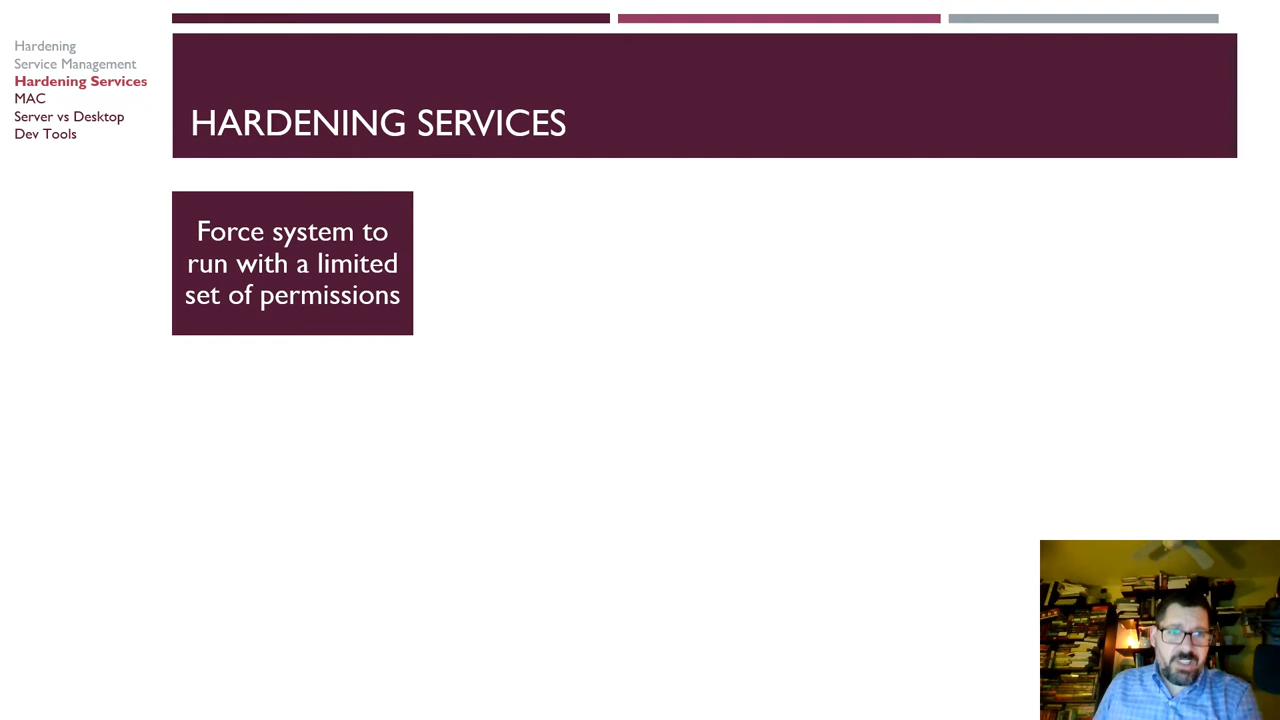 Hardening
Service Management
Hardening Services
MAC
Server vs Desktop
Dev Tools
HARDENING SERVICES
Force system to
run with a limited
set of permissions